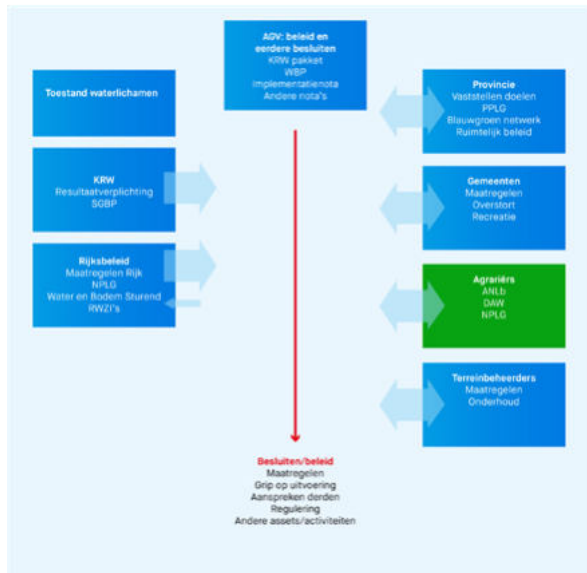 AGV: beleid en
eerdere besluiten
KRW pakket
WBP
Implementatienota
Andere nota's
Toestand waterlichamen
KRW
Resultaatverplichting
SGBP
Rijksbeleid
Maatregelen Rijk
NPLG
Water en Bodem Sturend
RWZI's
Provincie
Vaststellen doelen
PPLG
Blauwgroen netwerk
Ruimtelijk beleid
Gemeenten
Maatregelen
Overstort
Recreatie
Agrariërs
ANLb
DAW
NPLG
Terreinbeheerders
Maatregelen
Onderhoud
Besluiten/beleid
Maatregelen
Grip op uitvoering
Aanspreken derden
Regulering
Andere assets/activiteiten